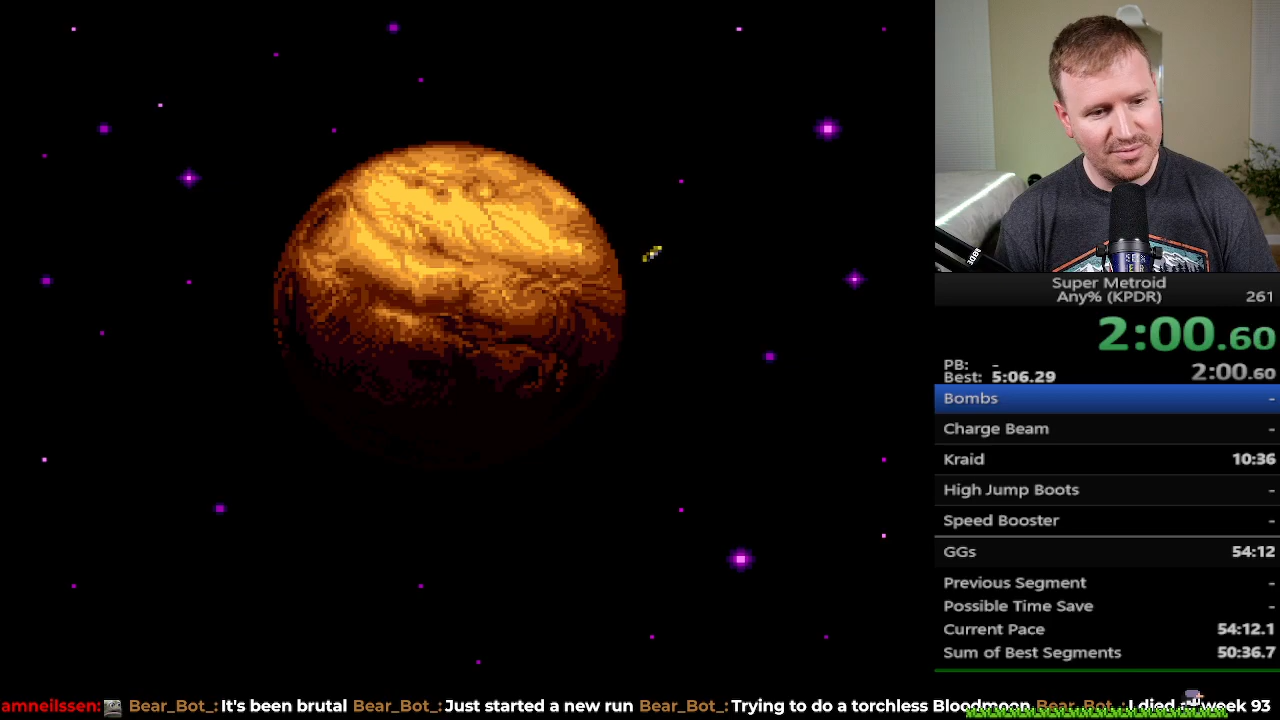 Super Metroid
Any% (KPDR) 261
2:00.60
PB: -
Best: 5:06.29 2:00.60
Bombs -
Charge Beam -
Kraid 10:36
High Jump Boots -
Speed Booster -
GGs 54:12
Previous Segment -
Possible Time Save -
Current Pace 54:12.1
Sum of Best Segments 50:36.7
amneilssen: Bear_Bot_: It's been brutal Bear_Bot_: Just started a new run Bear_Bot_: Trying to do a torchless Bloodmoon Bear_Bot_: I died week 93